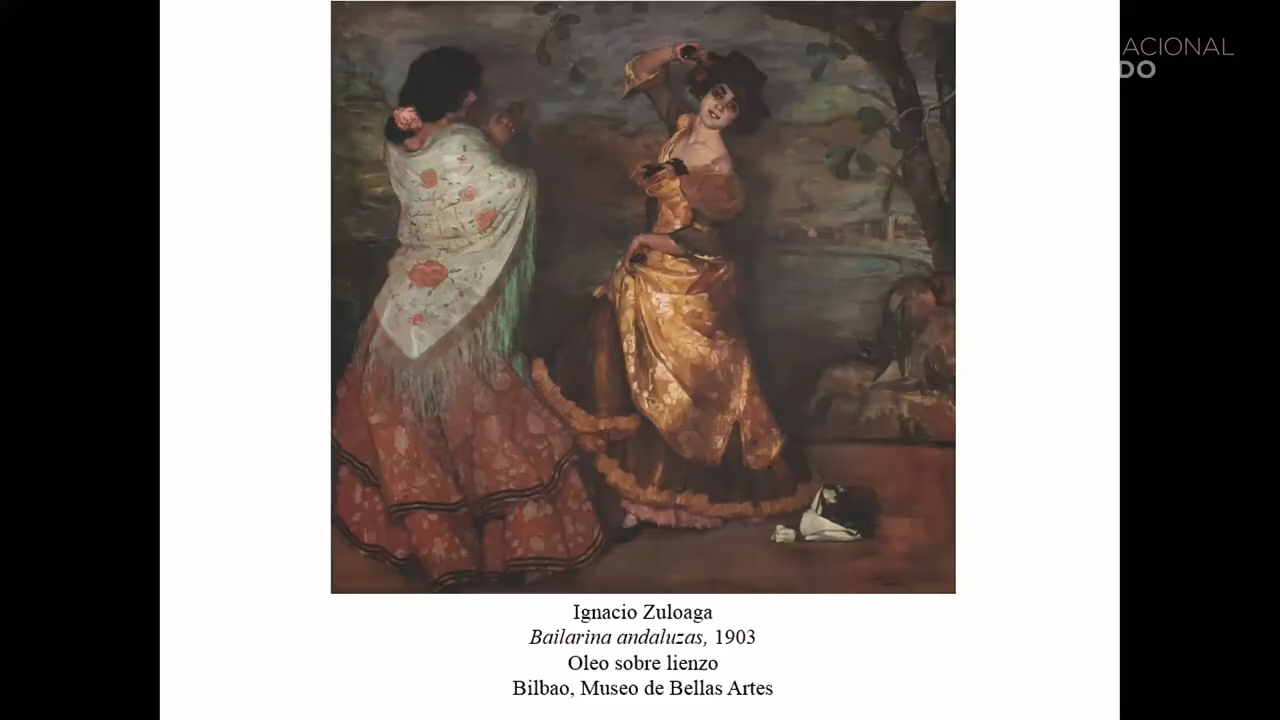 ACIONAL
DO
Ignacio Zuloaga
Bailarina andaluzas, 1903
Oleo sobre lienzo
Bilbao, Museo de Bellas Artes